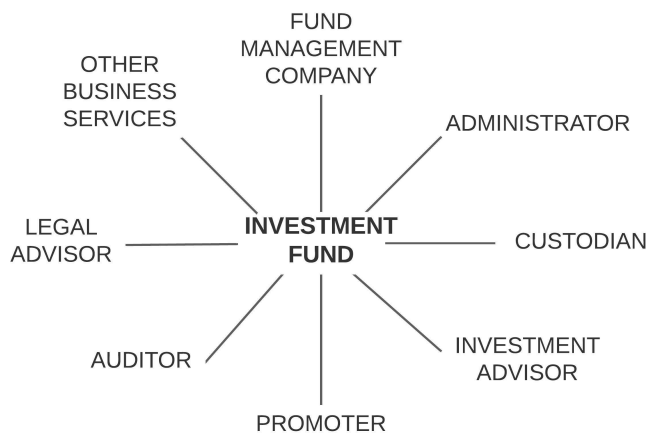 FUND
MANAGEMENT
COMPANY
OTHER
BUSINESS
SERVICES
ADMINISTRATOR
LEGAL
ADVISOR
INVESTMENT
FUND
CUSTODIAN
AUDITOR
INVESTMENT
ADVISOR
PROMOTER